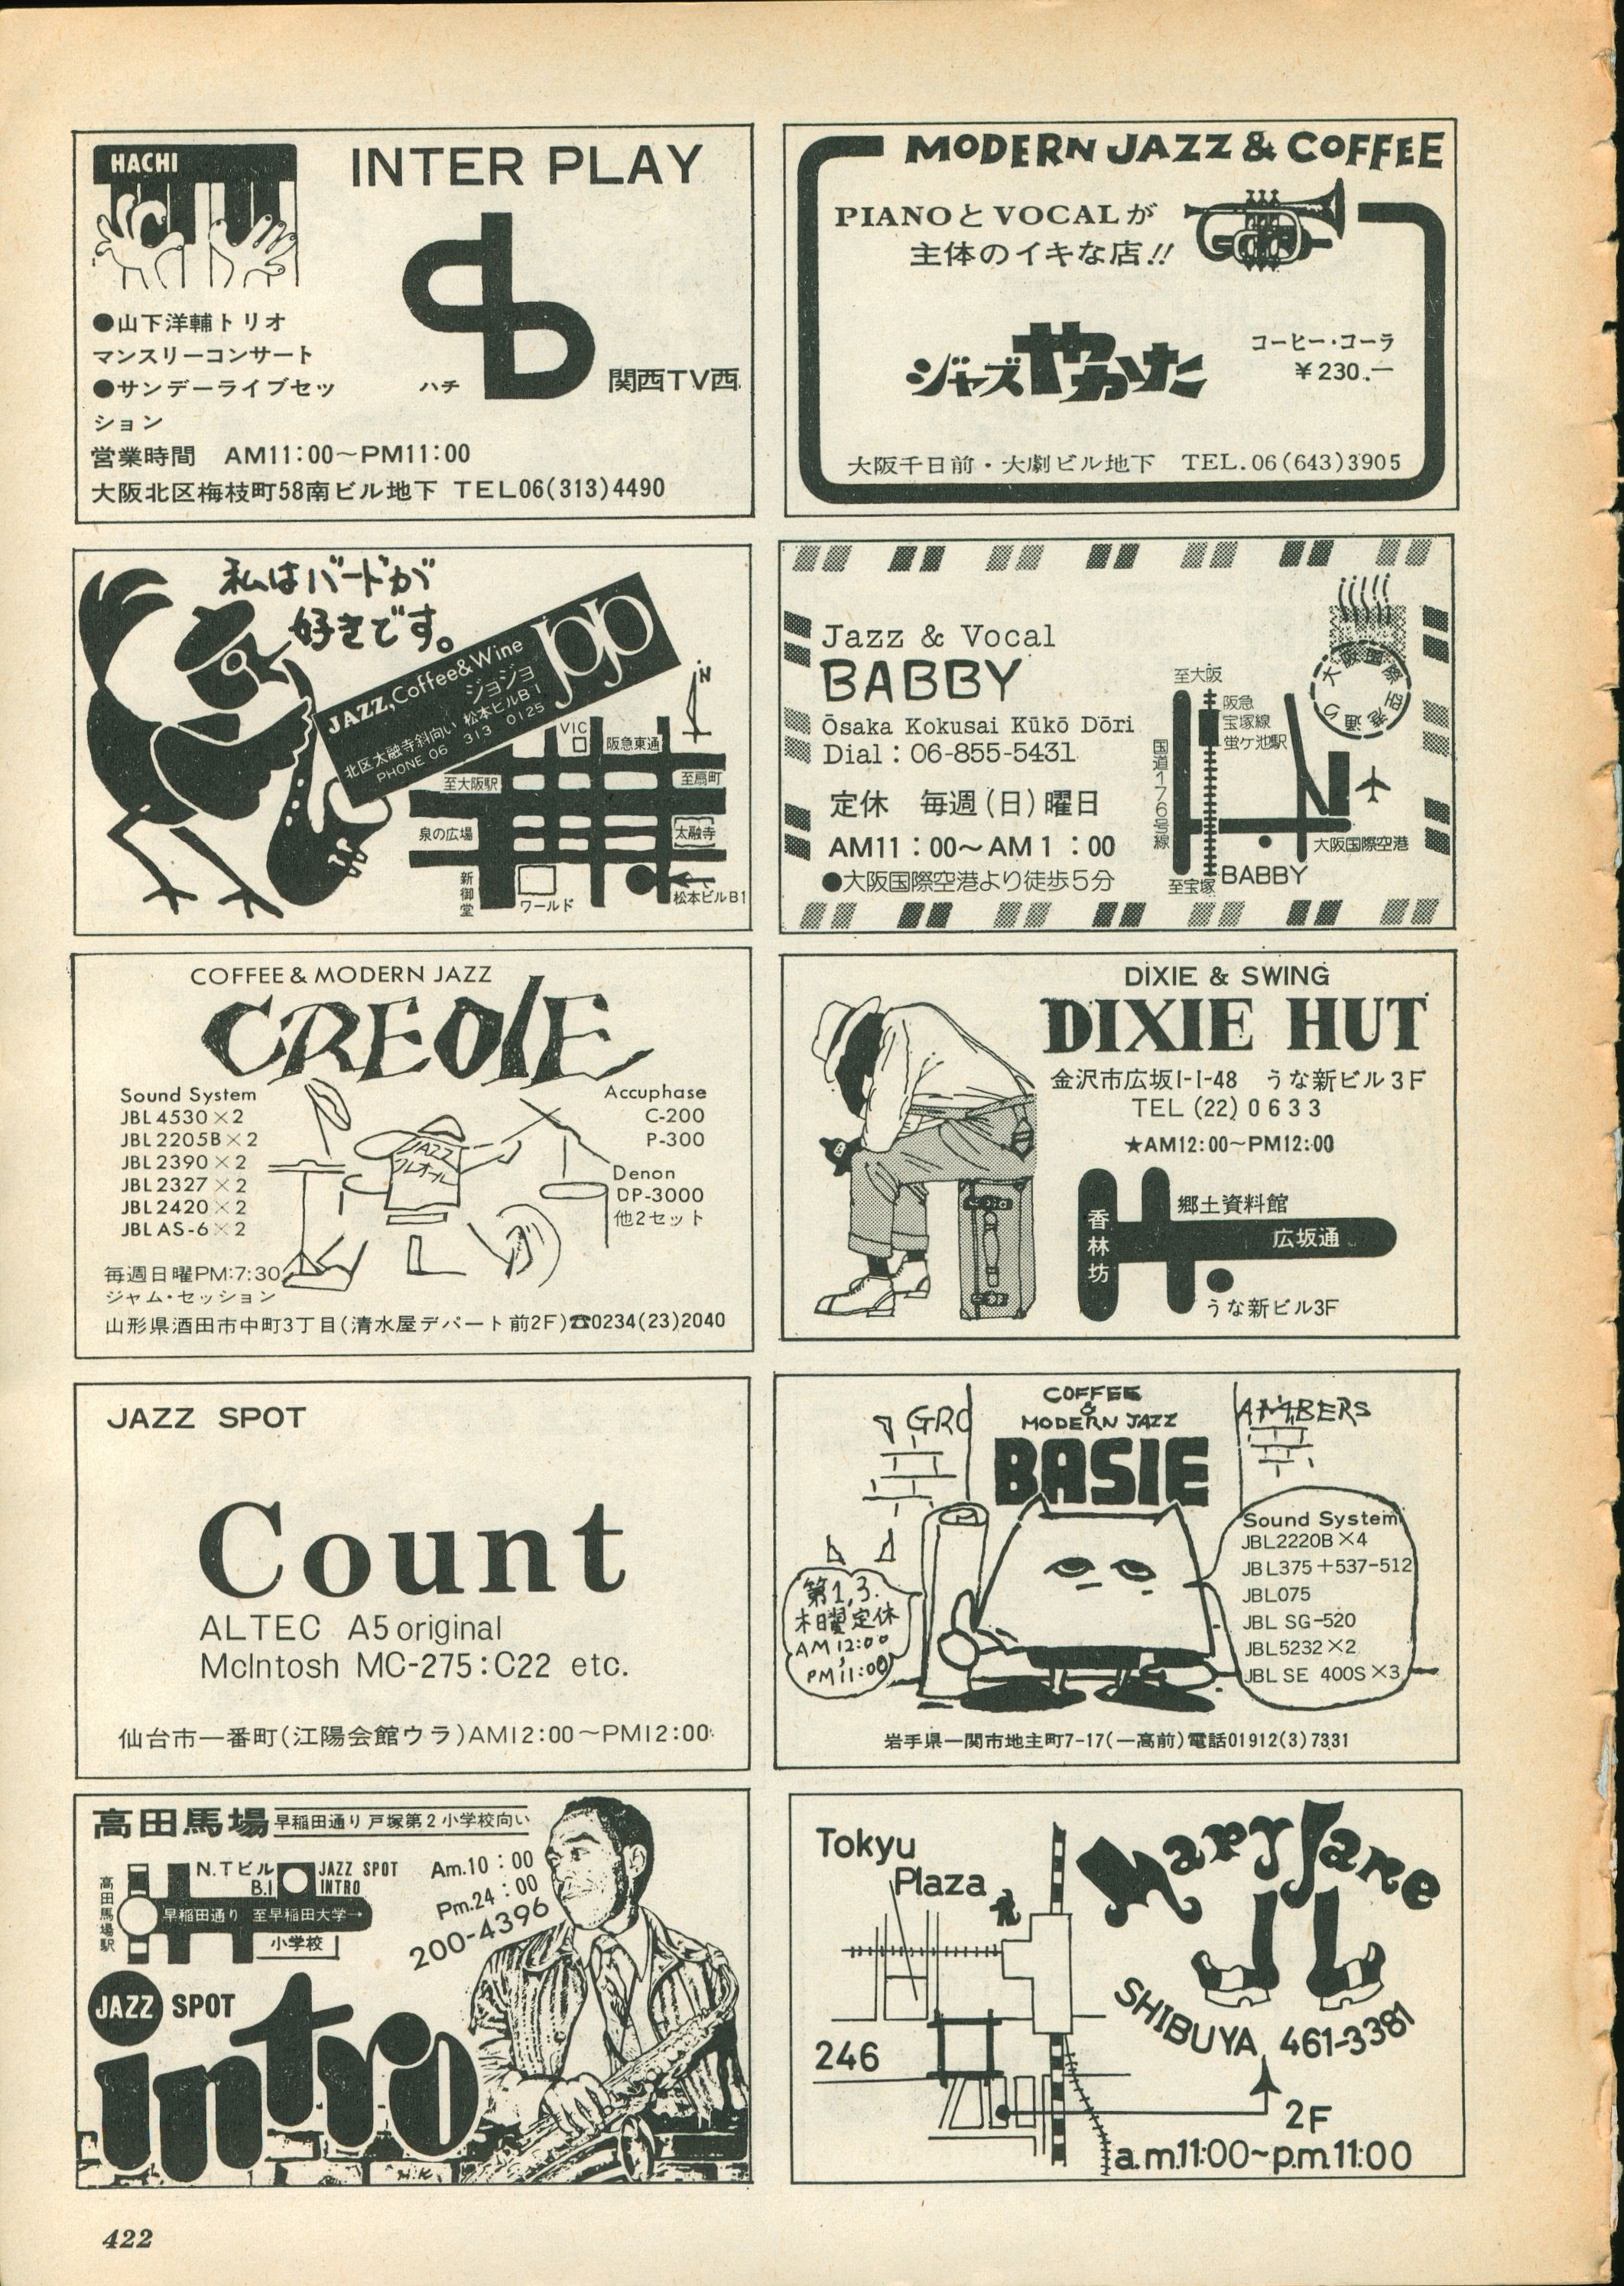 HACHI
INTER PLAY
●山下洋輔トリオ
マンスリーコンサート
●サンデーライブセッ
ション
ハチ
関西TV西
営業時間 AM11:00～PM11:00
大阪北区梅枝町58南ビル地下 TEL06(313)4490
MODERN JAZZ & COFFEE
PIANOとVOCALが
主体のイキな店!!
ジャズやかた
コーヒー・コーラ
¥230.—
大阪千日前・大劇ビル地下 TEL.06(643)3905
私はバードが
好きです。
JAZZ,Coffee&Wine
ジョジョ
北区太融寺斜向い 松本ビルB1
PHONE 06 313 0125
N
VIC
阪急東通
至大阪駅
至扇町
泉の広場
太融寺
新御堂
ワールド
松本ビルB1
Jazz & Vocal
BABBY
Ōsaka Kokusai Kūkō Dōri
Dial : 06-855-5431
定休 毎週(日)曜日
AM11:00～AM1:00
●大阪国際空港より徒歩5分
大阪国際空港通り
至大阪
阪急
宝塚線
蛍ケ池駅
国道176号線
大阪国際空港
至宝塚
BABBY
COFFEE & MODERN JAZZ
CREOLE
Sound System
JBL 4530×2
JBL 2205B×2
JBL 2390×2
JBL 2327×2
JBL 2420×2
JBL AS-6×2
JAZZ
クレオール
Accuphase
C-200
P-300
Denon
DP-3000
他2セット
毎週日曜PM:7:30
ジャム・セッション
山形県酒田市中町3丁目(清水屋デパート前2F)☎0234(23)2040
DIXIE & SWING
DIXIE HUT
金沢市広坂1-1-48 うな新ビル3F
TEL (22) 0633
★AM12:00～PM12:00
香林坊
郷土資料館
広坂通
うな新ビル3F
JAZZ SPOT
Count
ALTEC A5 original
McIntosh MC-275:C22 etc.
仙台市一番町(江陽会館ウラ)AM12:00～PM12:00
GRO
COFFEE
&
MODERN JAZZ
BASIE
AMBERS
第1,3.
木曜定休
AM12:00
PM11:00
Sound System
JBL2220B×4
JBL375+537-512
JBL075
JBL SG-520
JBL5232×2
JBL SE 400S×3
岩手県一関市地主町7-17(一高前)電話01912(3)7331
高田馬場 早稲田通り戸塚第2小学校向い
高田馬場駅
N.Tビル
B.1
JAZZ SPOT
INTRO
早稲田通り 至早稲田大学→
小学校
Am.10:00
Pm.24:00
200-4396
JAZZ SPOT
intro
H.K
Tokyu
Plaza
246
Mary Jane
SHIBUYA 461-3381
2F
a.m.11:00~p.m.11:00
422